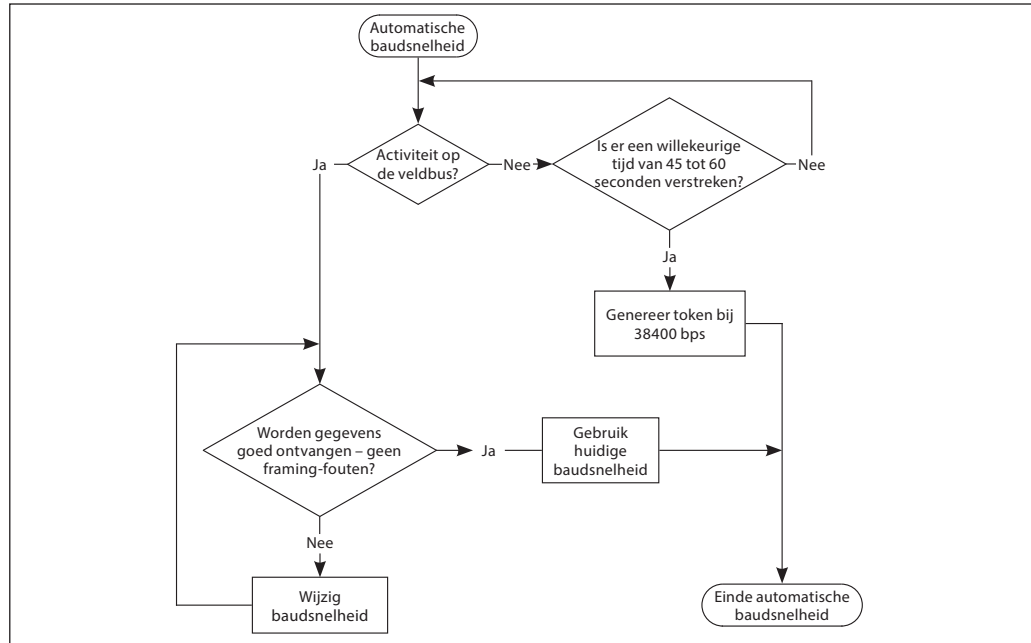 Automatische
baudsnelheid
Activiteit op
de veldbus?
Ja
Nee
Is er een willekeurige
tijd van 45 tot 60
seconden verstreken?
Nee
Ja
Genereer token bij
38400 bps
Worden gegevens
goed ontvangen – geen
framing-fouten?
Ja
Gebruik
huidige
baudsnelheid
Nee
Wijzig
baudsnelheid
Einde automatische
baudsnelheid